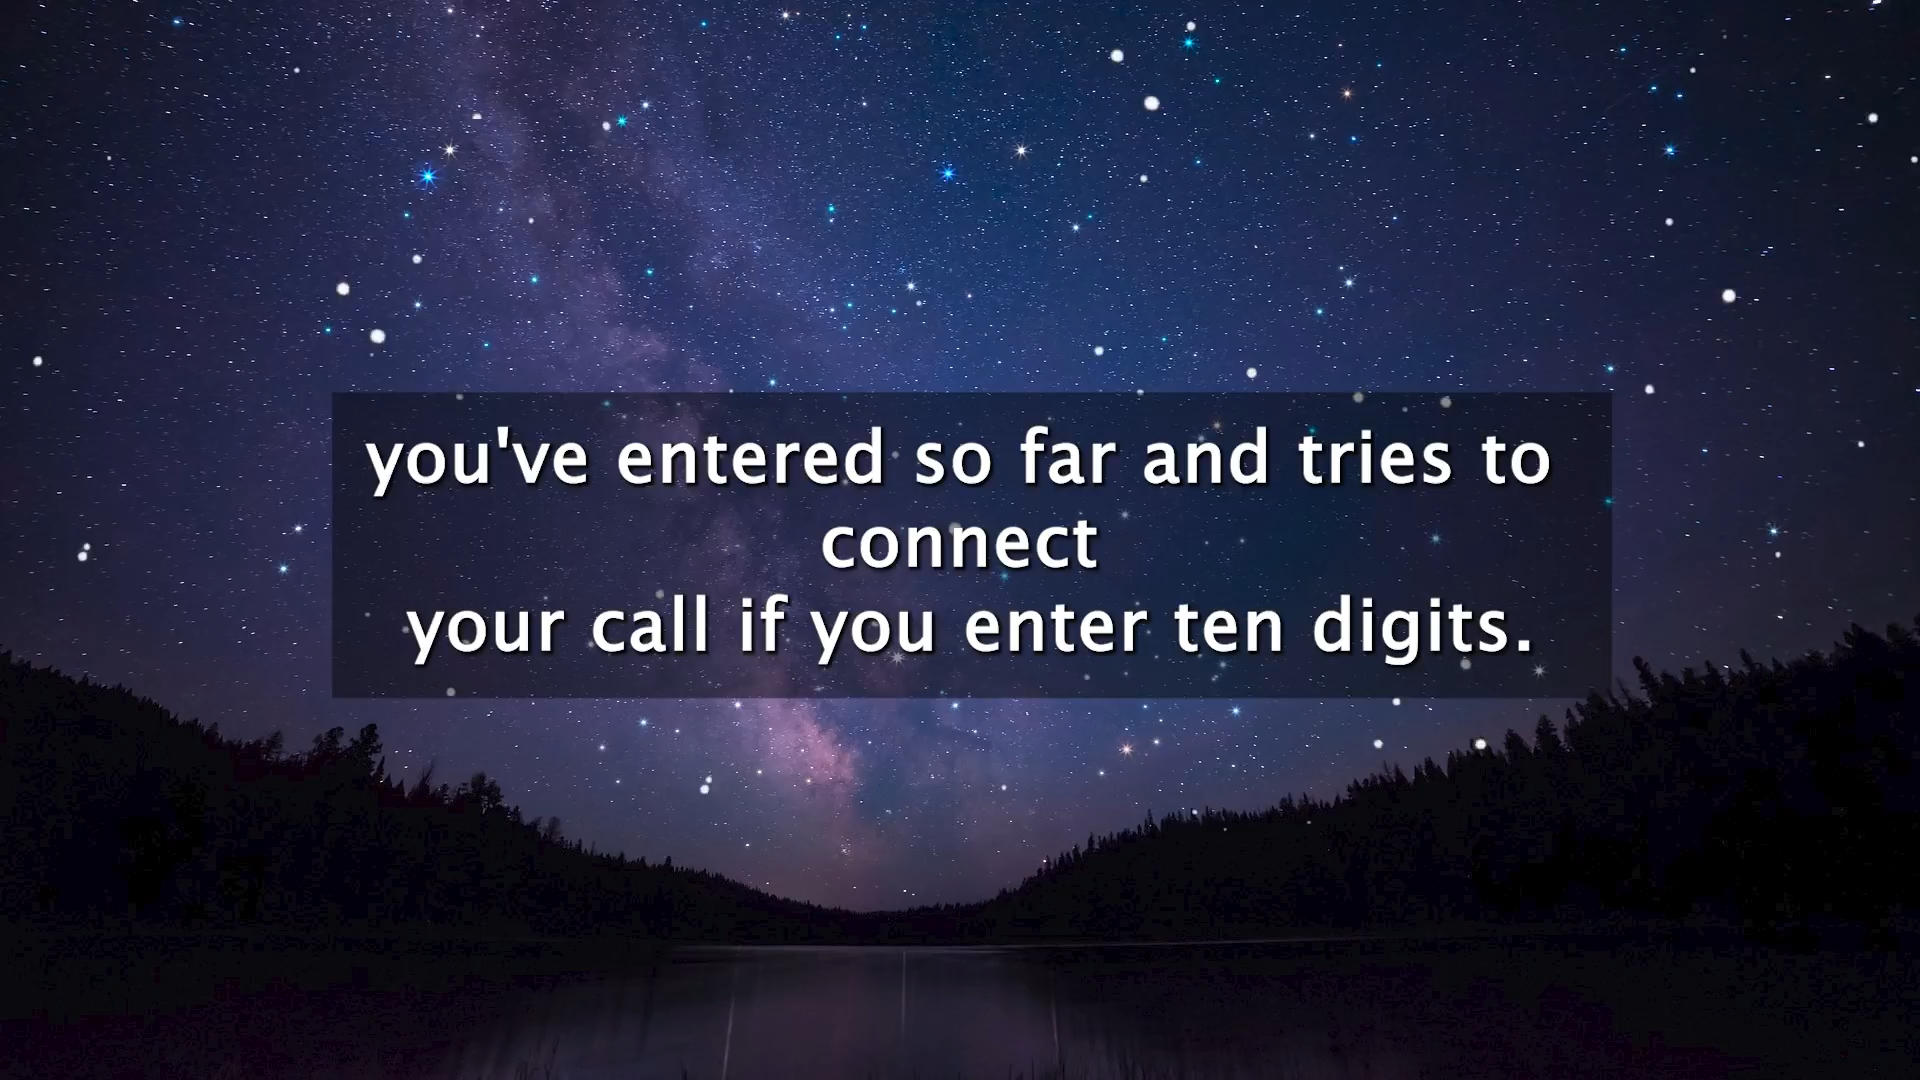 you've entered so far and tries to
connect
your call if you enter ten digits.